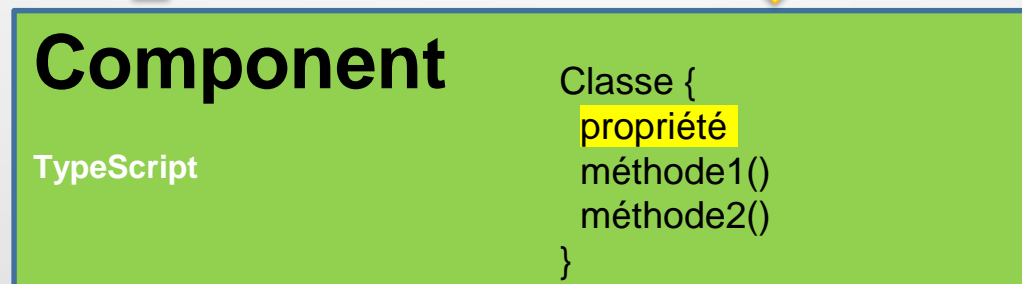 Component
TypeScript
Classe {
propriété
méthode1()
méthode2()
}